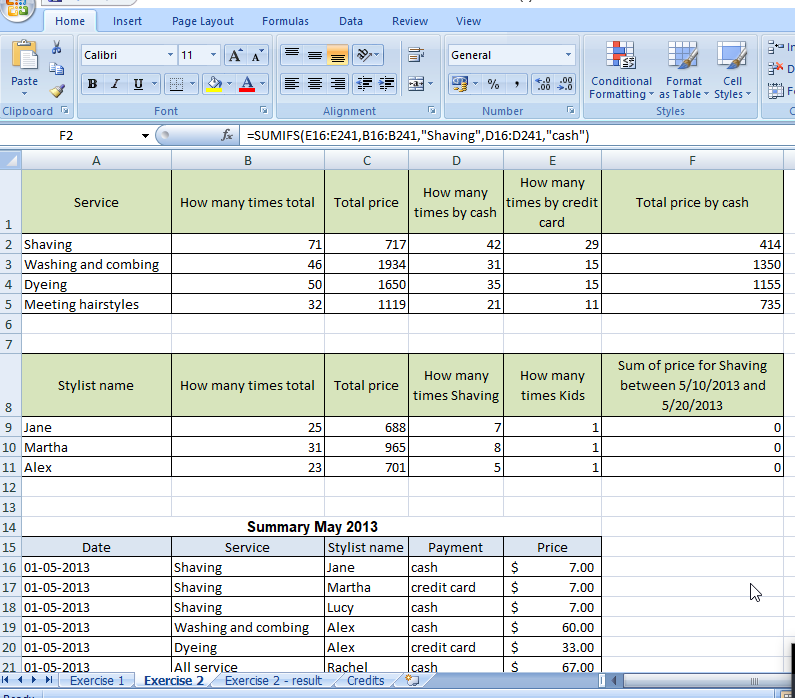 Home Insert Page Layout Formulas Data Review View
Calibri 11 A A General
Paste B I U A % , .00 .00 Conditional Format Cell
Formatting as Table Styles
Clipboard Font Alignment Number Styles
F2 fx =SUMIFS(E16:E241,B16:B241,"Shaving",D16:D241,"cash")
A B C D E F
1 Service How many times total Total price How many times by cash How many times by credit card Total price by cash
2 Shaving 71 717 42 29 414
3 Washing and combing 46 1934 31 15 1350
4 Dyeing 50 1650 35 15 1155
5 Meeting hairstyles 32 1119 21 11 735
6
7
8 Stylist name How many times total Total price How many times Shaving How many times Kids Sum of price for Shaving between 5/10/2013 and 5/20/2013
9 Jane 25 688 7 1 0
10 Martha 31 965 8 1 0
11 Alex 23 701 5 1 0
12
13
14 Summary May 2013
15 Date Service Stylist name Payment Price
16 01-05-2013 Shaving Jane cash $ 7.00
17 01-05-2013 Shaving Martha credit card $ 7.00
18 01-05-2013 Shaving Lucy cash $ 7.00
19 01-05-2013 Washing and combing Alex cash $ 60.00
20 01-05-2013 Dyeing Alex credit card $ 33.00
21 01-05-2013 All service Rachel cash $ 67.00
Exercise 1 Exercise 2 Exercise 2 - result Credits